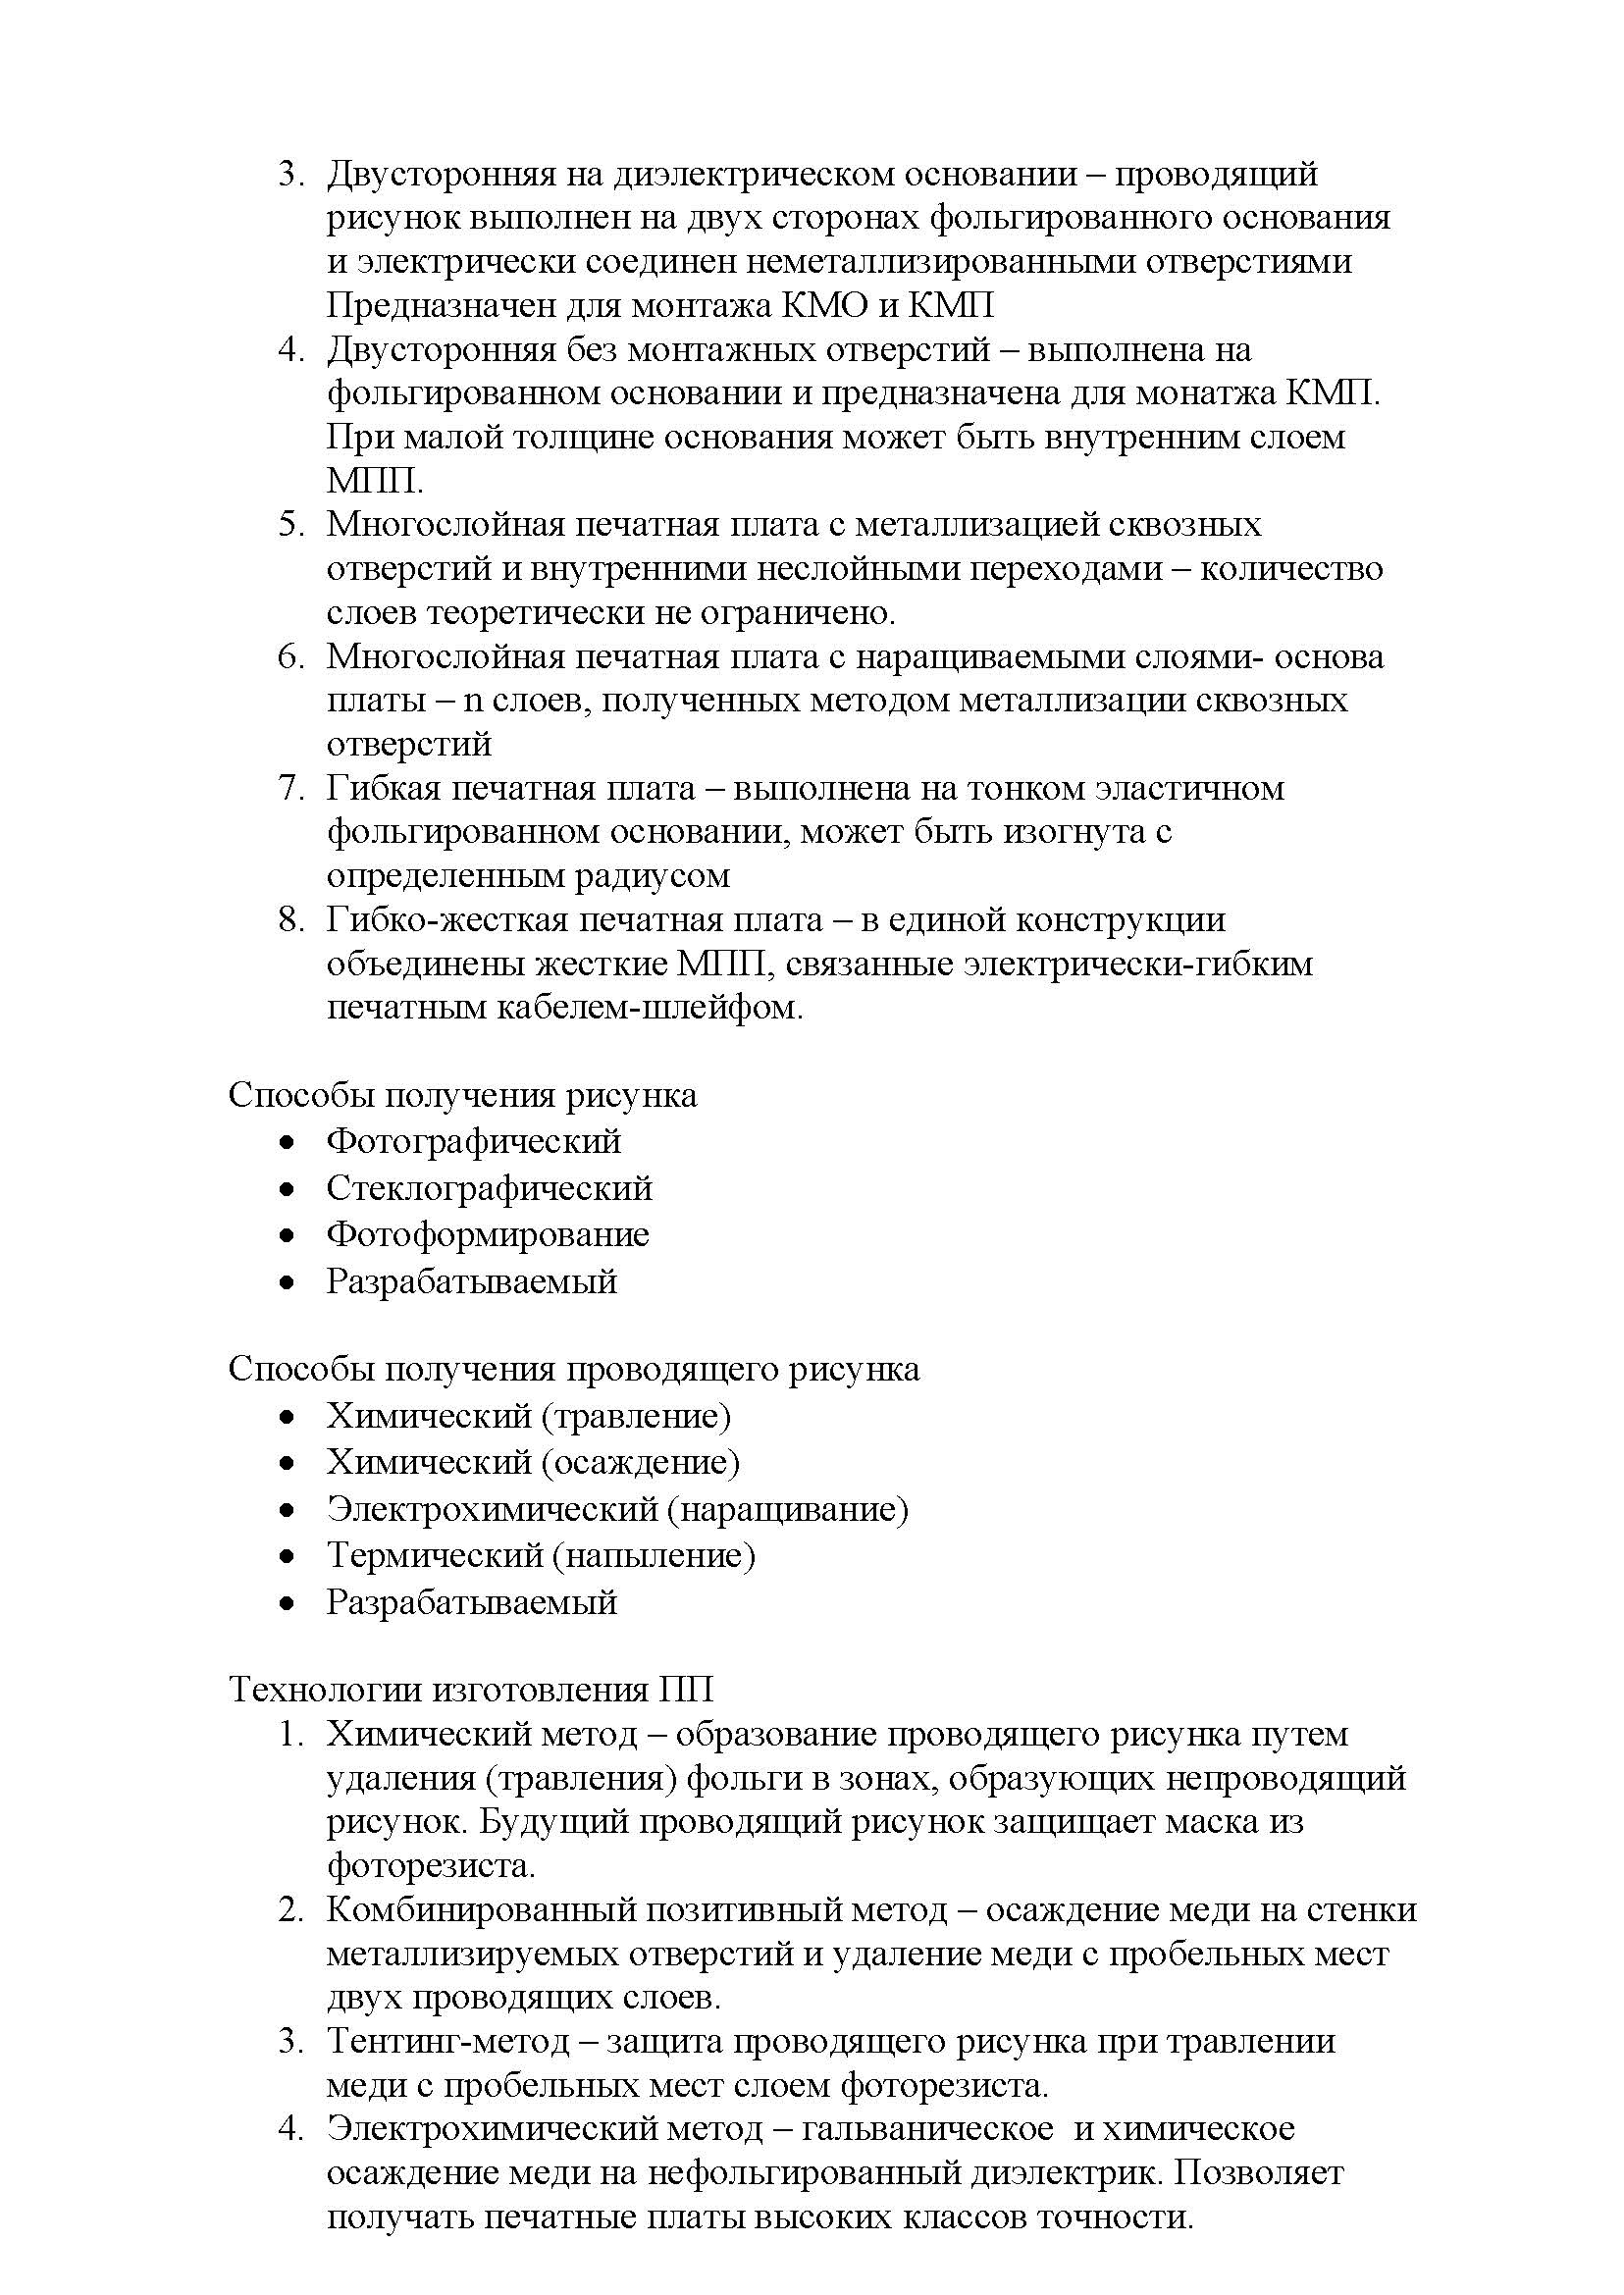 3. Двусторонняя на диэлектрическом основании – проводящий
рисунок выполнен на двух сторонах фольгированного основания
и электрически соединен неметаллизированными отверстиями
Предназначен для монтажа КМО и КМП
4. Двусторонняя без монтажных отверстий – выполнена на
фольгированном основании и предназначена для монатжа КМП.
При малой толщине основания может быть внутренним слоем
МПП.
5. Многослойная печатная плата с металлизацией сквозных
отверстий и внутренними неслойными переходами – количество
слоев теоретически не ограничено.
6. Многослойная печатная плата с наращиваемыми слоями- основа
платы – n слоев, полученных методом металлизации сквозных
отверстий
7. Гибкая печатная плата – выполнена на тонком эластичном
фольгированном основании, может быть изогнута с
определенным радиусом
8. Гибко-жесткая печатная плата – в единой конструкции
объединены жесткие МПП, связанные электрически-гибким
печатным кабелем-шлейфом.
Способы получения рисунка
• Фотографический
• Стеклографический
• Фотоформирование
• Разрабатываемый
Способы получения проводящего рисунка
• Химический (травление)
• Химический (осаждение)
• Электрохимический (наращивание)
• Термический (напыление)
• Разрабатываемый
Технологии изготовления ПП
1. Химический метод – образование проводящего рисунка путем
удаления (травления) фольги в зонах, образующих непроводящий
рисунок. Будущий проводящий рисунок защищает маска из
фоторезиста.
2. Комбинированный позитивный метод – осаждение меди на стенки
металлизируемых отверстий и удаление меди с пробельных мест
двух проводящих слоев.
3. Тентинг-метод – защита проводящего рисунка при травлении
меди с пробельных мест слоем фоторезиста.
4. Электрохимический метод – гальваническое  и химическое
осаждение меди на нефольгированный диэлектрик. Позволяет
получать печатные платы высоких классов точности.